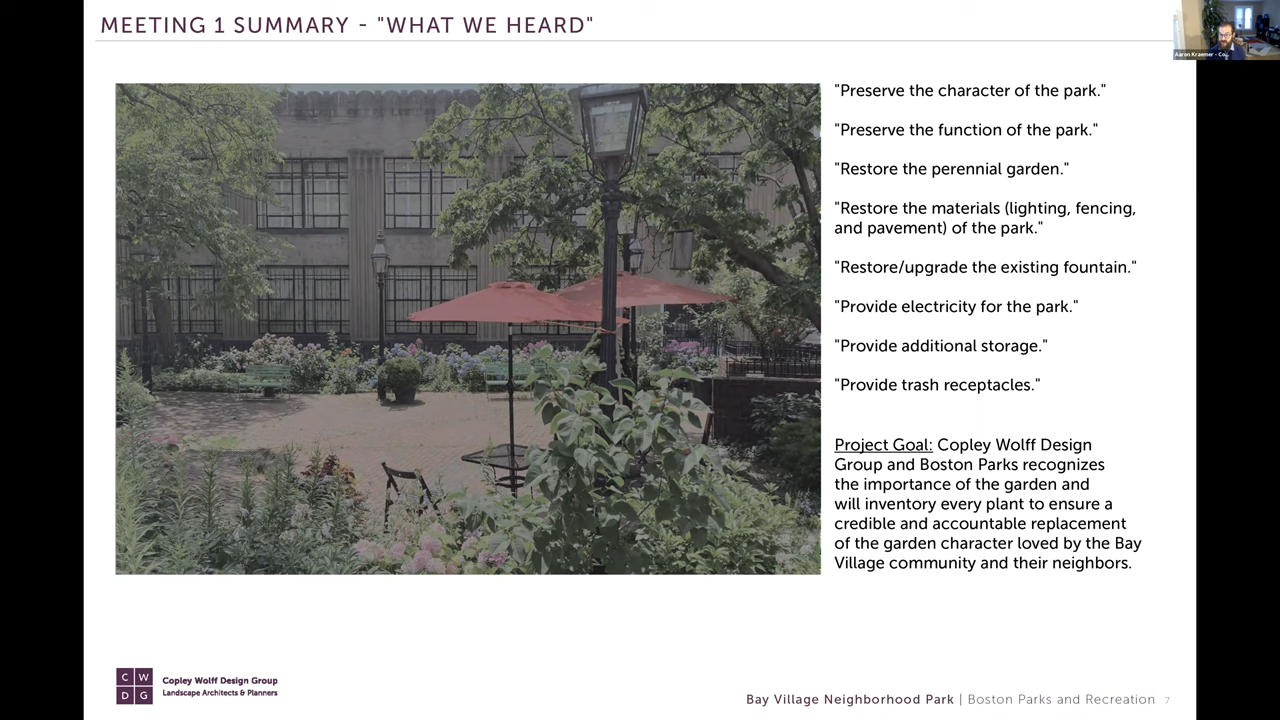 MEETING 1 SUMMARY - "WHAT WE HEARD"
Aaron Kraemer - Co...
"Preserve the character of the park."
"Preserve the function of the park."
"Restore the perennial garden."
"Restore the materials (lighting, fencing,
and pavement) of the park."
"Restore/upgrade the existing fountain."
"Provide electricity for the park."
"Provide additional storage."
"Provide trash receptacles."
Project Goal: Copley Wolff Design
Group and Boston Parks recognizes
the importance of the garden and
will inventory every plant to ensure a
credible and accountable replacement
of the garden character loved by the Bay
Village community and their neighbors.
C W
D G
Copley Wolff Design Group
Landscape Architects & Planners
Bay Village Neighborhood Park | Boston Parks and Recreation 7